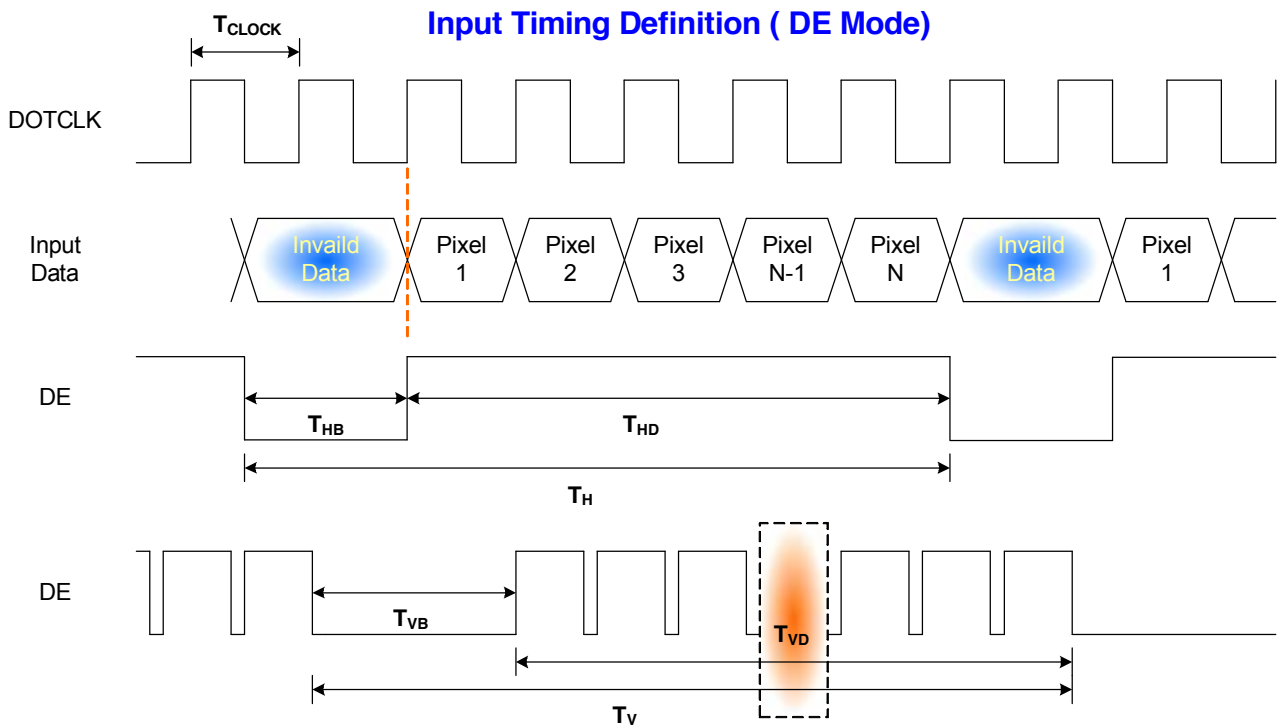 Input Timing Definition ( DE Mode)
TCLOCK
DOTCLK
Input
Data
Invaild
Data
Pixel
1
Pixel
2
Pixel
3
Pixel
N-1
Pixel
N
Invaild
Data
Pixel
1
DE
THB
THD
TH
DE
TVB
TVD
TV